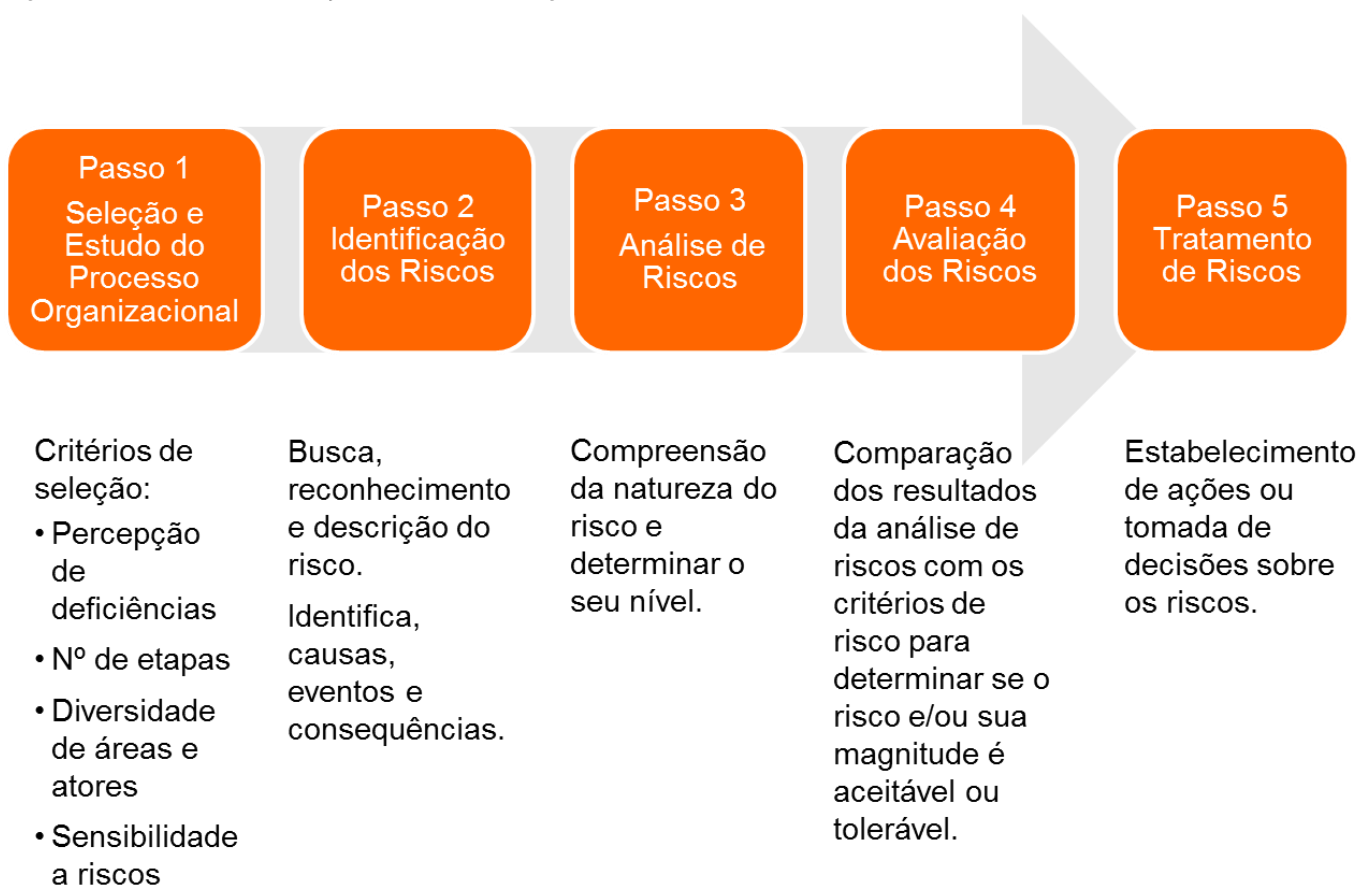 Passo 1
Seleção e
Estudo do
Processo
Organizacional
Passo 2
Identificação
dos Riscos
Passo 3
Análise de
Riscos
Passo 4
Avaliação
dos Riscos
Passo 5
Tratamento
de Riscos
Critérios de
seleção:
• Percepção
de
deficiências
• Nº de etapas
• Diversidade
de áreas e
atores
• Sensibilidade
a riscos
Busca,
reconhecimento
e descrição do
risco.
Identifica,
causas,
eventos e
consequências.
Compreensão
da natureza do
risco e
determinar o
seu nível.
Comparação
dos resultados
da análise de
riscos com os
critérios de
risco para
determinar se o
risco e/ou sua
magnitude é
aceitável ou
tolerável.
Estabelecimento
de ações ou
tomada de
decisões sobre
os riscos.